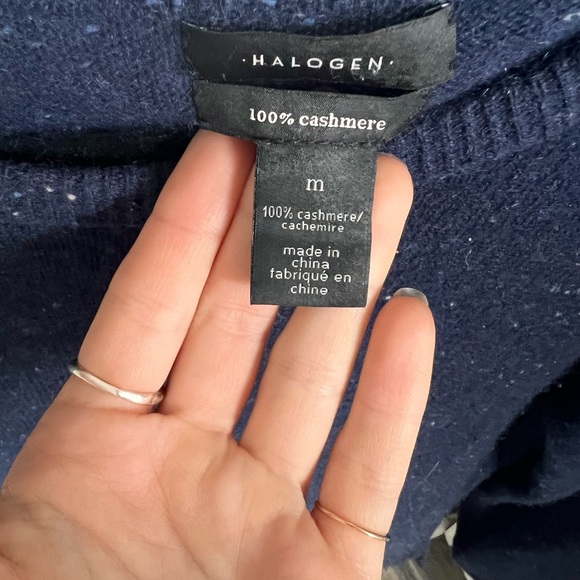 ·HALOGEN·
100% cashmere
m
100% cashmere/
cachemire
made in
china
fabriqué en
chine